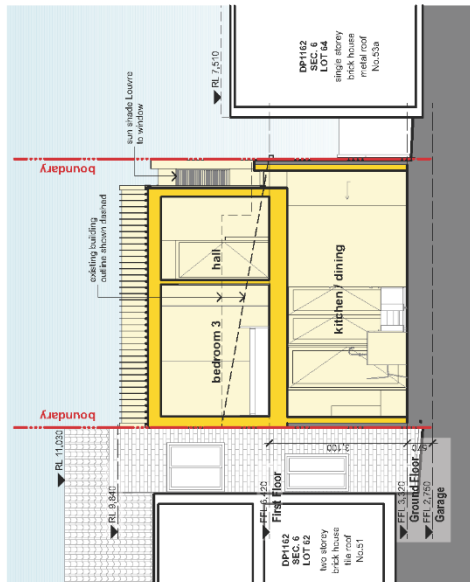 RL 11,030
RL 9,840
boundary
boundary
existing building
outline shown dashed
sun shade Louvre
to window
RL 7,510
bedroom 3
hall
kitchen / dining
DP1162
SEC. 6
LOT 62
two storey
brick house
tile roof
No.51
DP1162
SEC. 6
LOT 64
single storey
brick house
metal roof
No.53a
FFL 6,420
First Floor
3,100
FFL 3,320
Ground Floor
570
FFL 2,750
Garage